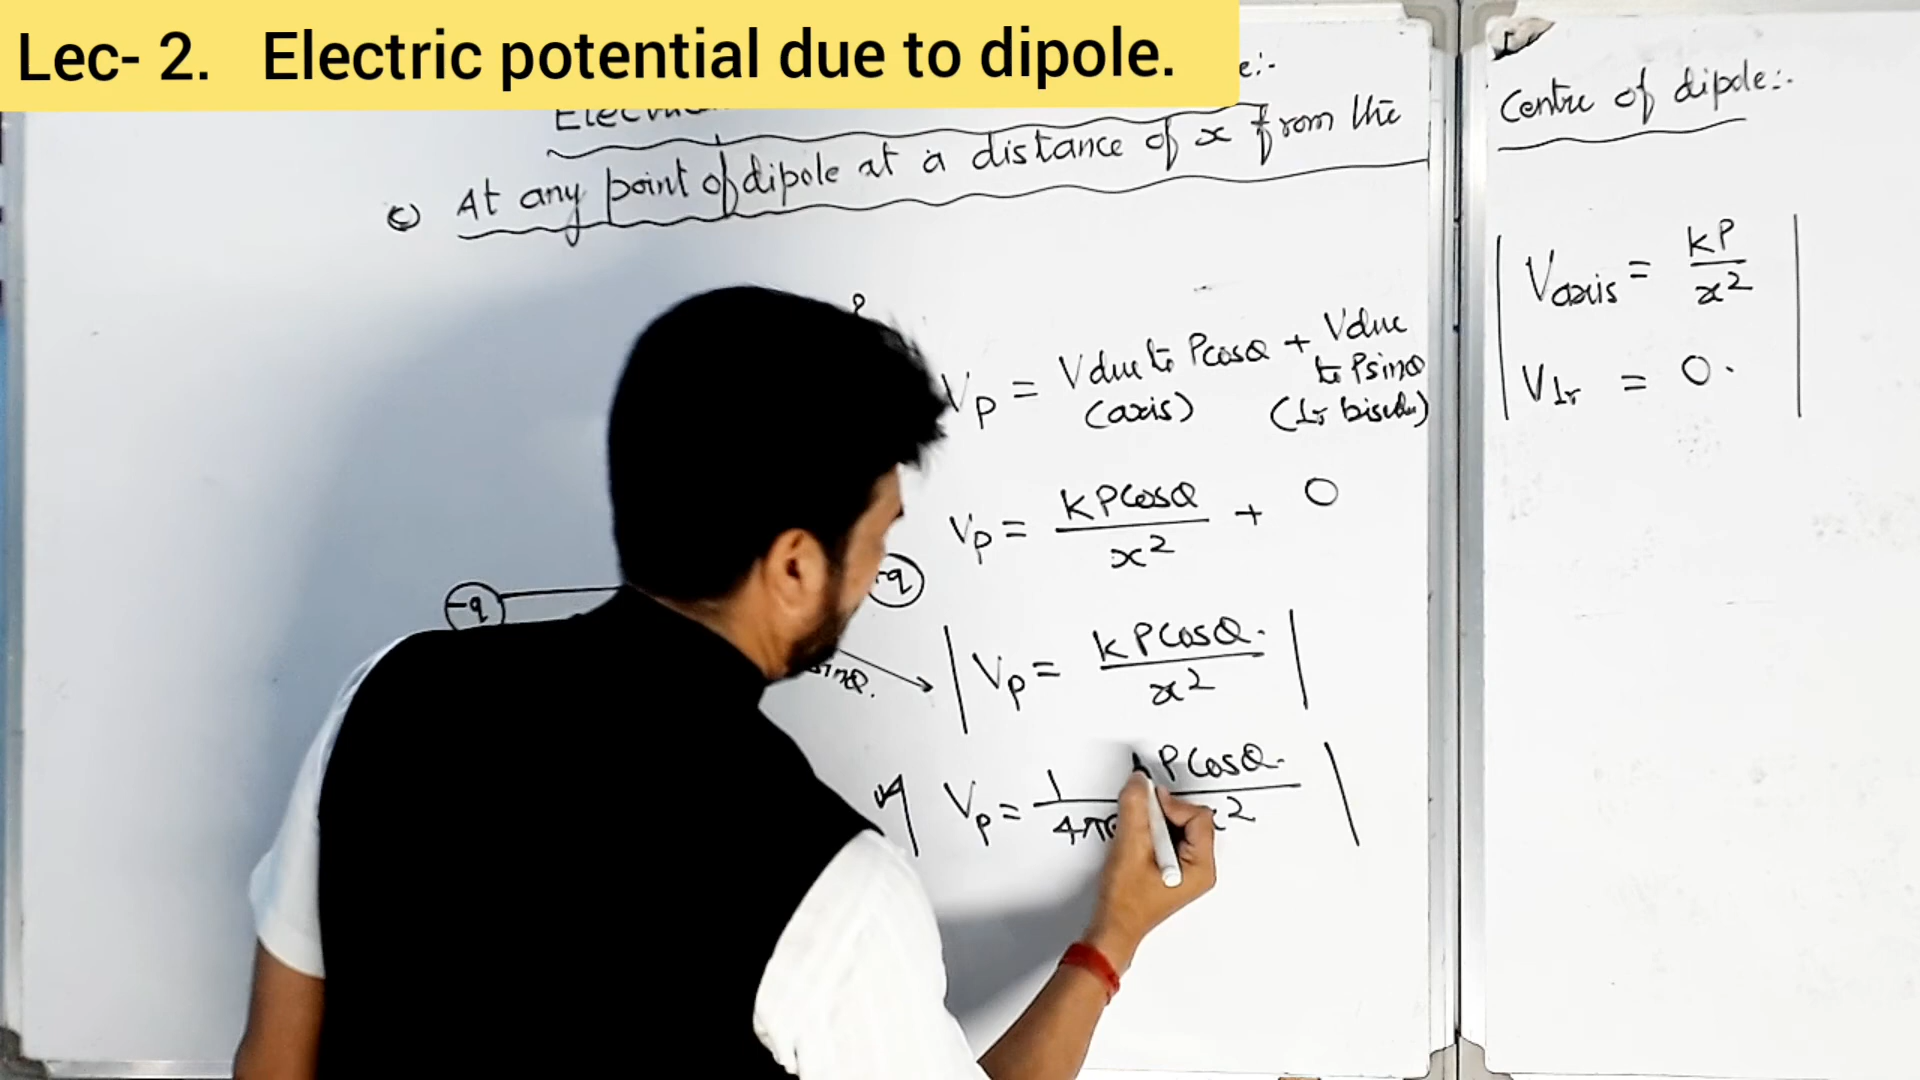 Lec- 2. Electric potential due to dipole.
e:-
c) At any point of dipole at a distance of x from the
Centre of dipole:-
P
Vp = V due to Pcosθ + V due
to Psinθ
(axis) (⊥r bisector)
Vp = kPcosθ/x² + 0
Vp = kPcosθ/x²
Vp = 1/4π Pcosθ/x²
-q
q
sinθ.
Vaxis = kP/x²
V⊥r = 0.